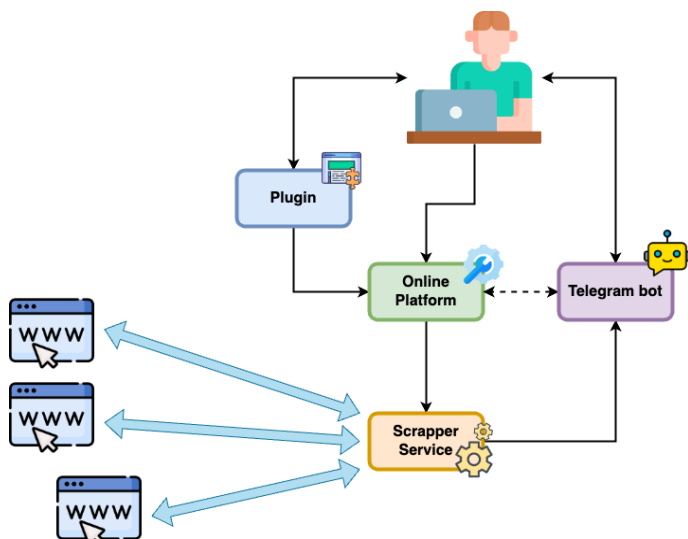 Plugin
Online
Platform
Telegram bot
WWW
WWW
Scrapper
Service
WWW